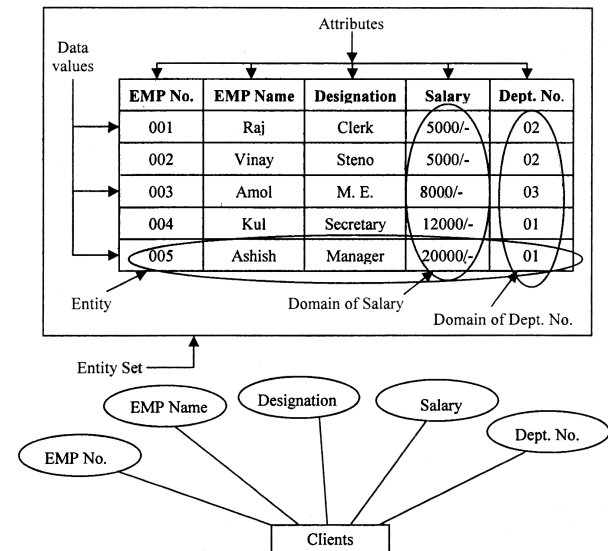 Attributes
Data
values
EMP No. EMP Name Designation Salary Dept. No.
001 Raj Clerk 5000/- 02
002 Vinay Steno 5000/- 02
003 Amol M. E. 8000/- 03
004 Kul Secretary 12000/- 01
005 Ashish Manager 20000/- 01
Entity
Domain of Salary
Domain of Dept. No.
Entity Set
EMP Name
Designation
Salary
EMP No.
Dept. No.
Clients